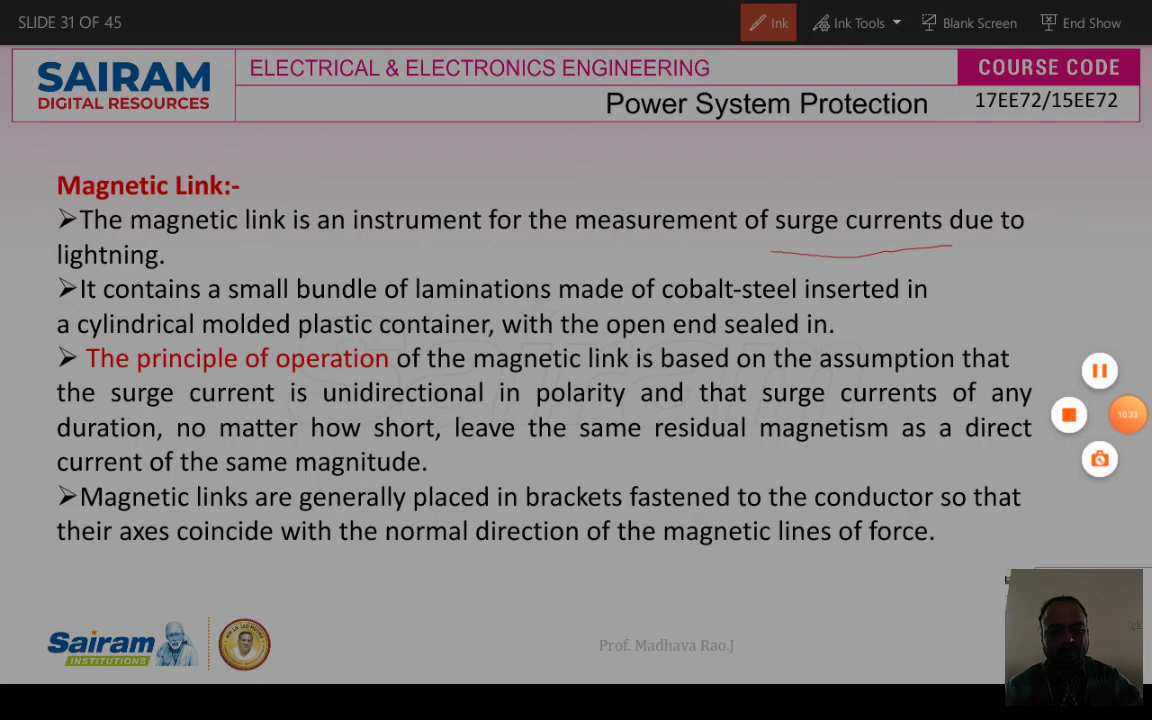 SLIDE 31 OF 45
Ink
Ink Tools
Blank Screen
End Show
SAIRAM
DIGITAL RESOURCES
ELECTRICAL & ELECTRONICS ENGINEERING
COURSE CODE
Power System Protection
17EE72/15EE72
Magnetic Link:-
➢The magnetic link is an instrument for the measurement of surge currents due to
lightning.
➢It contains a small bundle of laminations made of cobalt-steel inserted in
a cylindrical molded plastic container, with the open end sealed in.
➢ The principle of operation of the magnetic link is based on the assumption that
the surge current is unidirectional in polarity and that surge currents of any
duration, no matter how short, leave the same residual magnetism as a direct
current of the same magnitude.
➢Magnetic links are generally placed in brackets fastened to the conductor so that
their axes coincide with the normal direction of the magnetic lines of force.
Sairam
10:33
Sairam
INSTITUTIONS
Prof. Madhava Rao.J